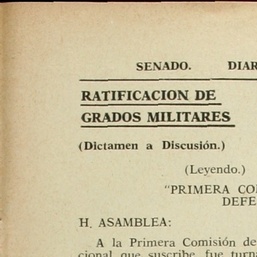 SENADO. DIAR
RATIFICACION DE
GRADOS MILITARES
(Dictamen a Discusión.)
(Leyendo.)
"PRIMERA CO
DEFE
H. ASAMBLEA:
A la Primera Comisión de
cional que suscribe fue turna